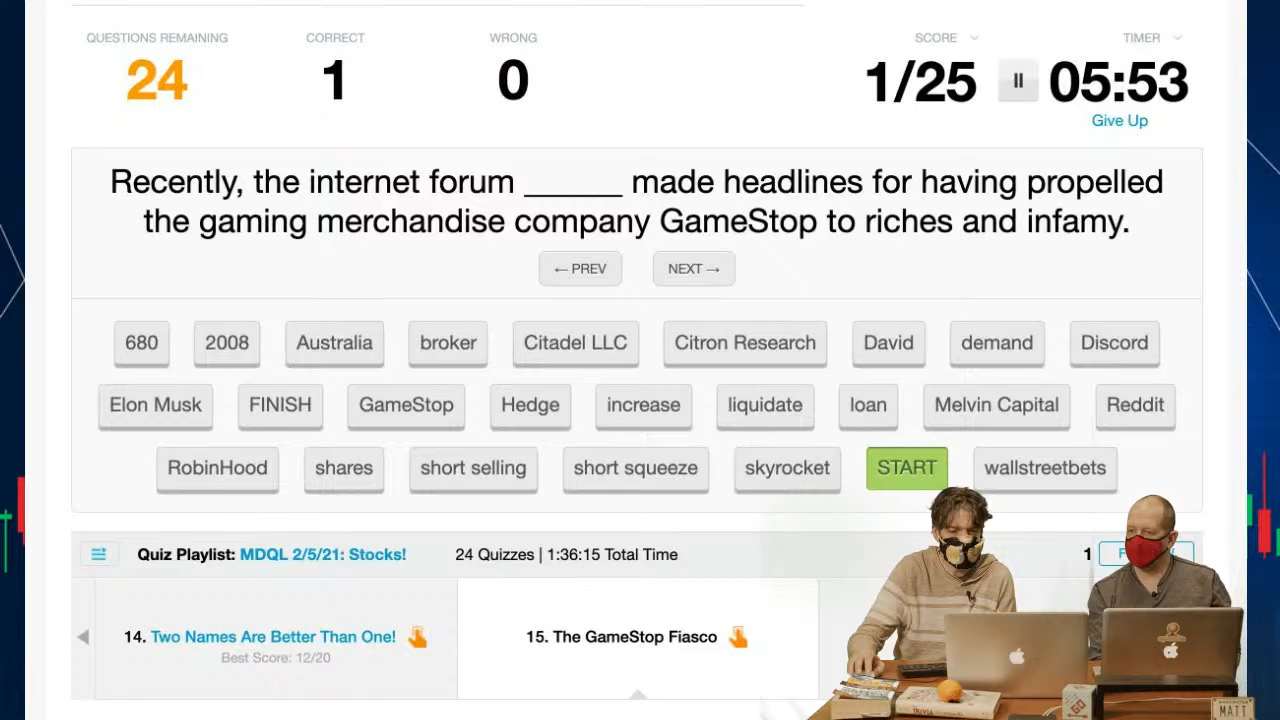 QUESTIONS REMAINING CORRECT WRONG SCORE TIMER
24 1 0 1/25 05:53
Give Up
Recently, the internet forum ______ made headlines for having propelled
the gaming merchandise company GameStop to riches and infamy.
← PREV NEXT →
680 2008 Australia broker Citadel LLC Citron Research David demand Discord
Elon Musk FINISH GameStop Hedge increase liquidate loan Melvin Capital Reddit
RobinHood shares short selling short squeeze skyrocket START wallstreetbets
Quiz Playlist: MDQL 2/5/21: Stocks! 24 Quizzes | 1:36:15 Total Time 1
14. Two Names Are Better Than One! 15. The GameStop Fiasco
Best Score: 12/20
TRIVIA
MATT